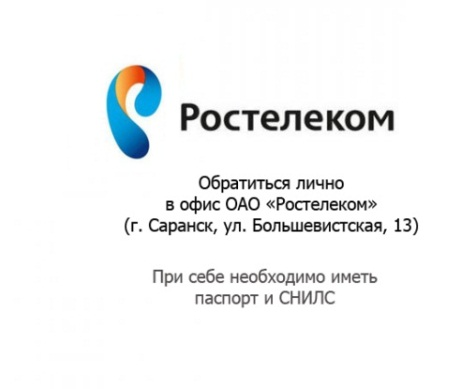 Ростелеком
Обратиться лично
в офис ОАО «Ростелеком»
(г. Саранск, ул. Большевистская, 13)
При себе необходимо иметь
паспорт и СНИЛС